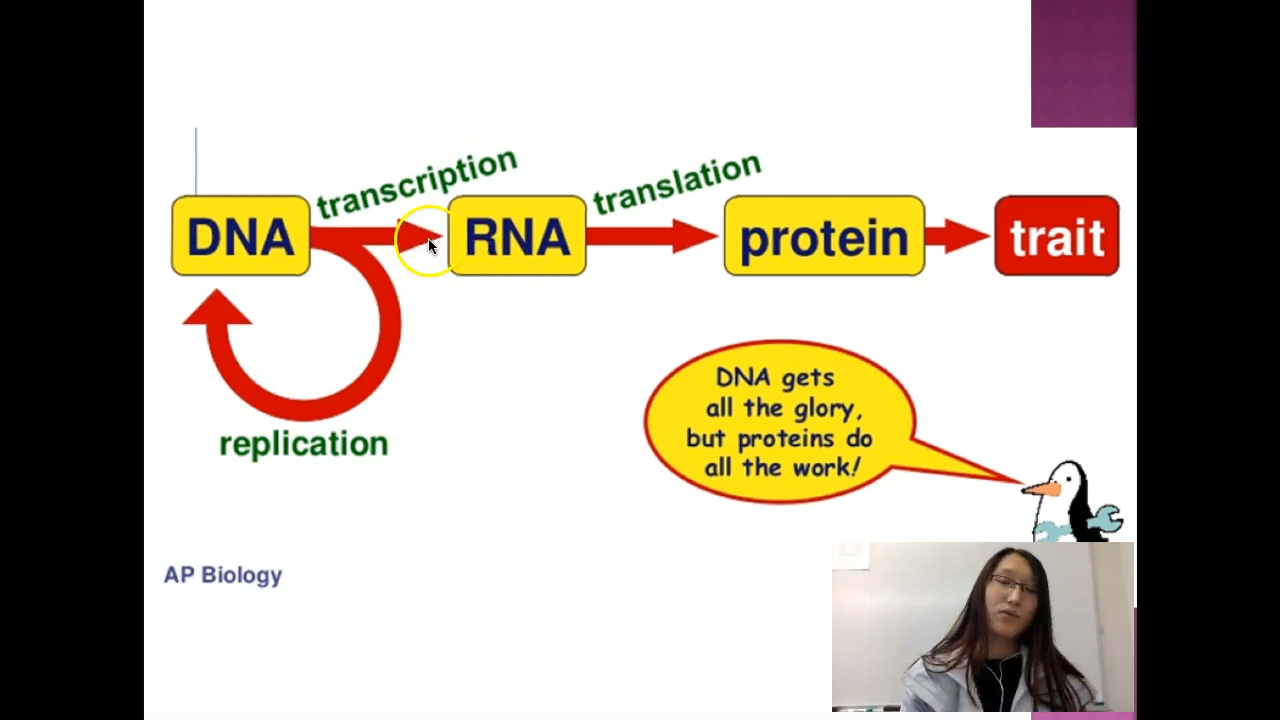 transcription
translation
DNA
RNA
protein
trait
replication
DNA gets
all the glory,
but proteins do
all the work!
AP Biology